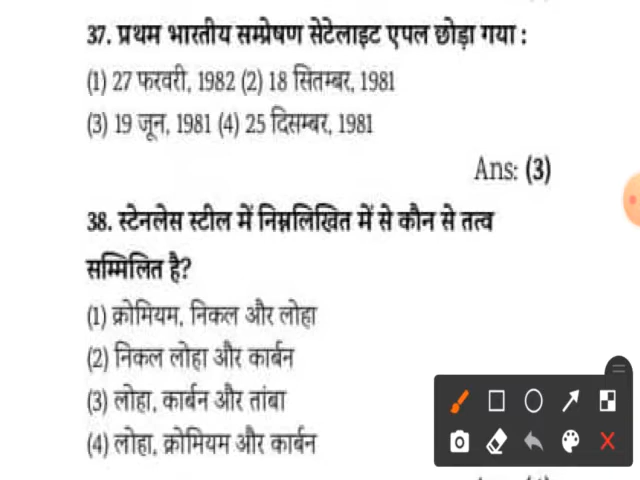 37. प्रथम भारतीय सम्प्रेषण सेटेलाइट एपल छोड़ा गया :
(1) 27 फरवरी, 1982 (2) 18 सितम्बर, 1981
(3) 19 जून, 1981 (4) 25 दिसम्बर, 1981
Ans: (3)
38. स्टेनलेस स्टील में निम्नलिखित में से कौन से तत्व
सम्मिलित है?
(1) क्रोमियम, निकल और लोहा
(2) निकल लोहा और कार्बन
(3) लोहा, कार्बन और तांबा
(4) लोहा, क्रोमियम और कार्बन